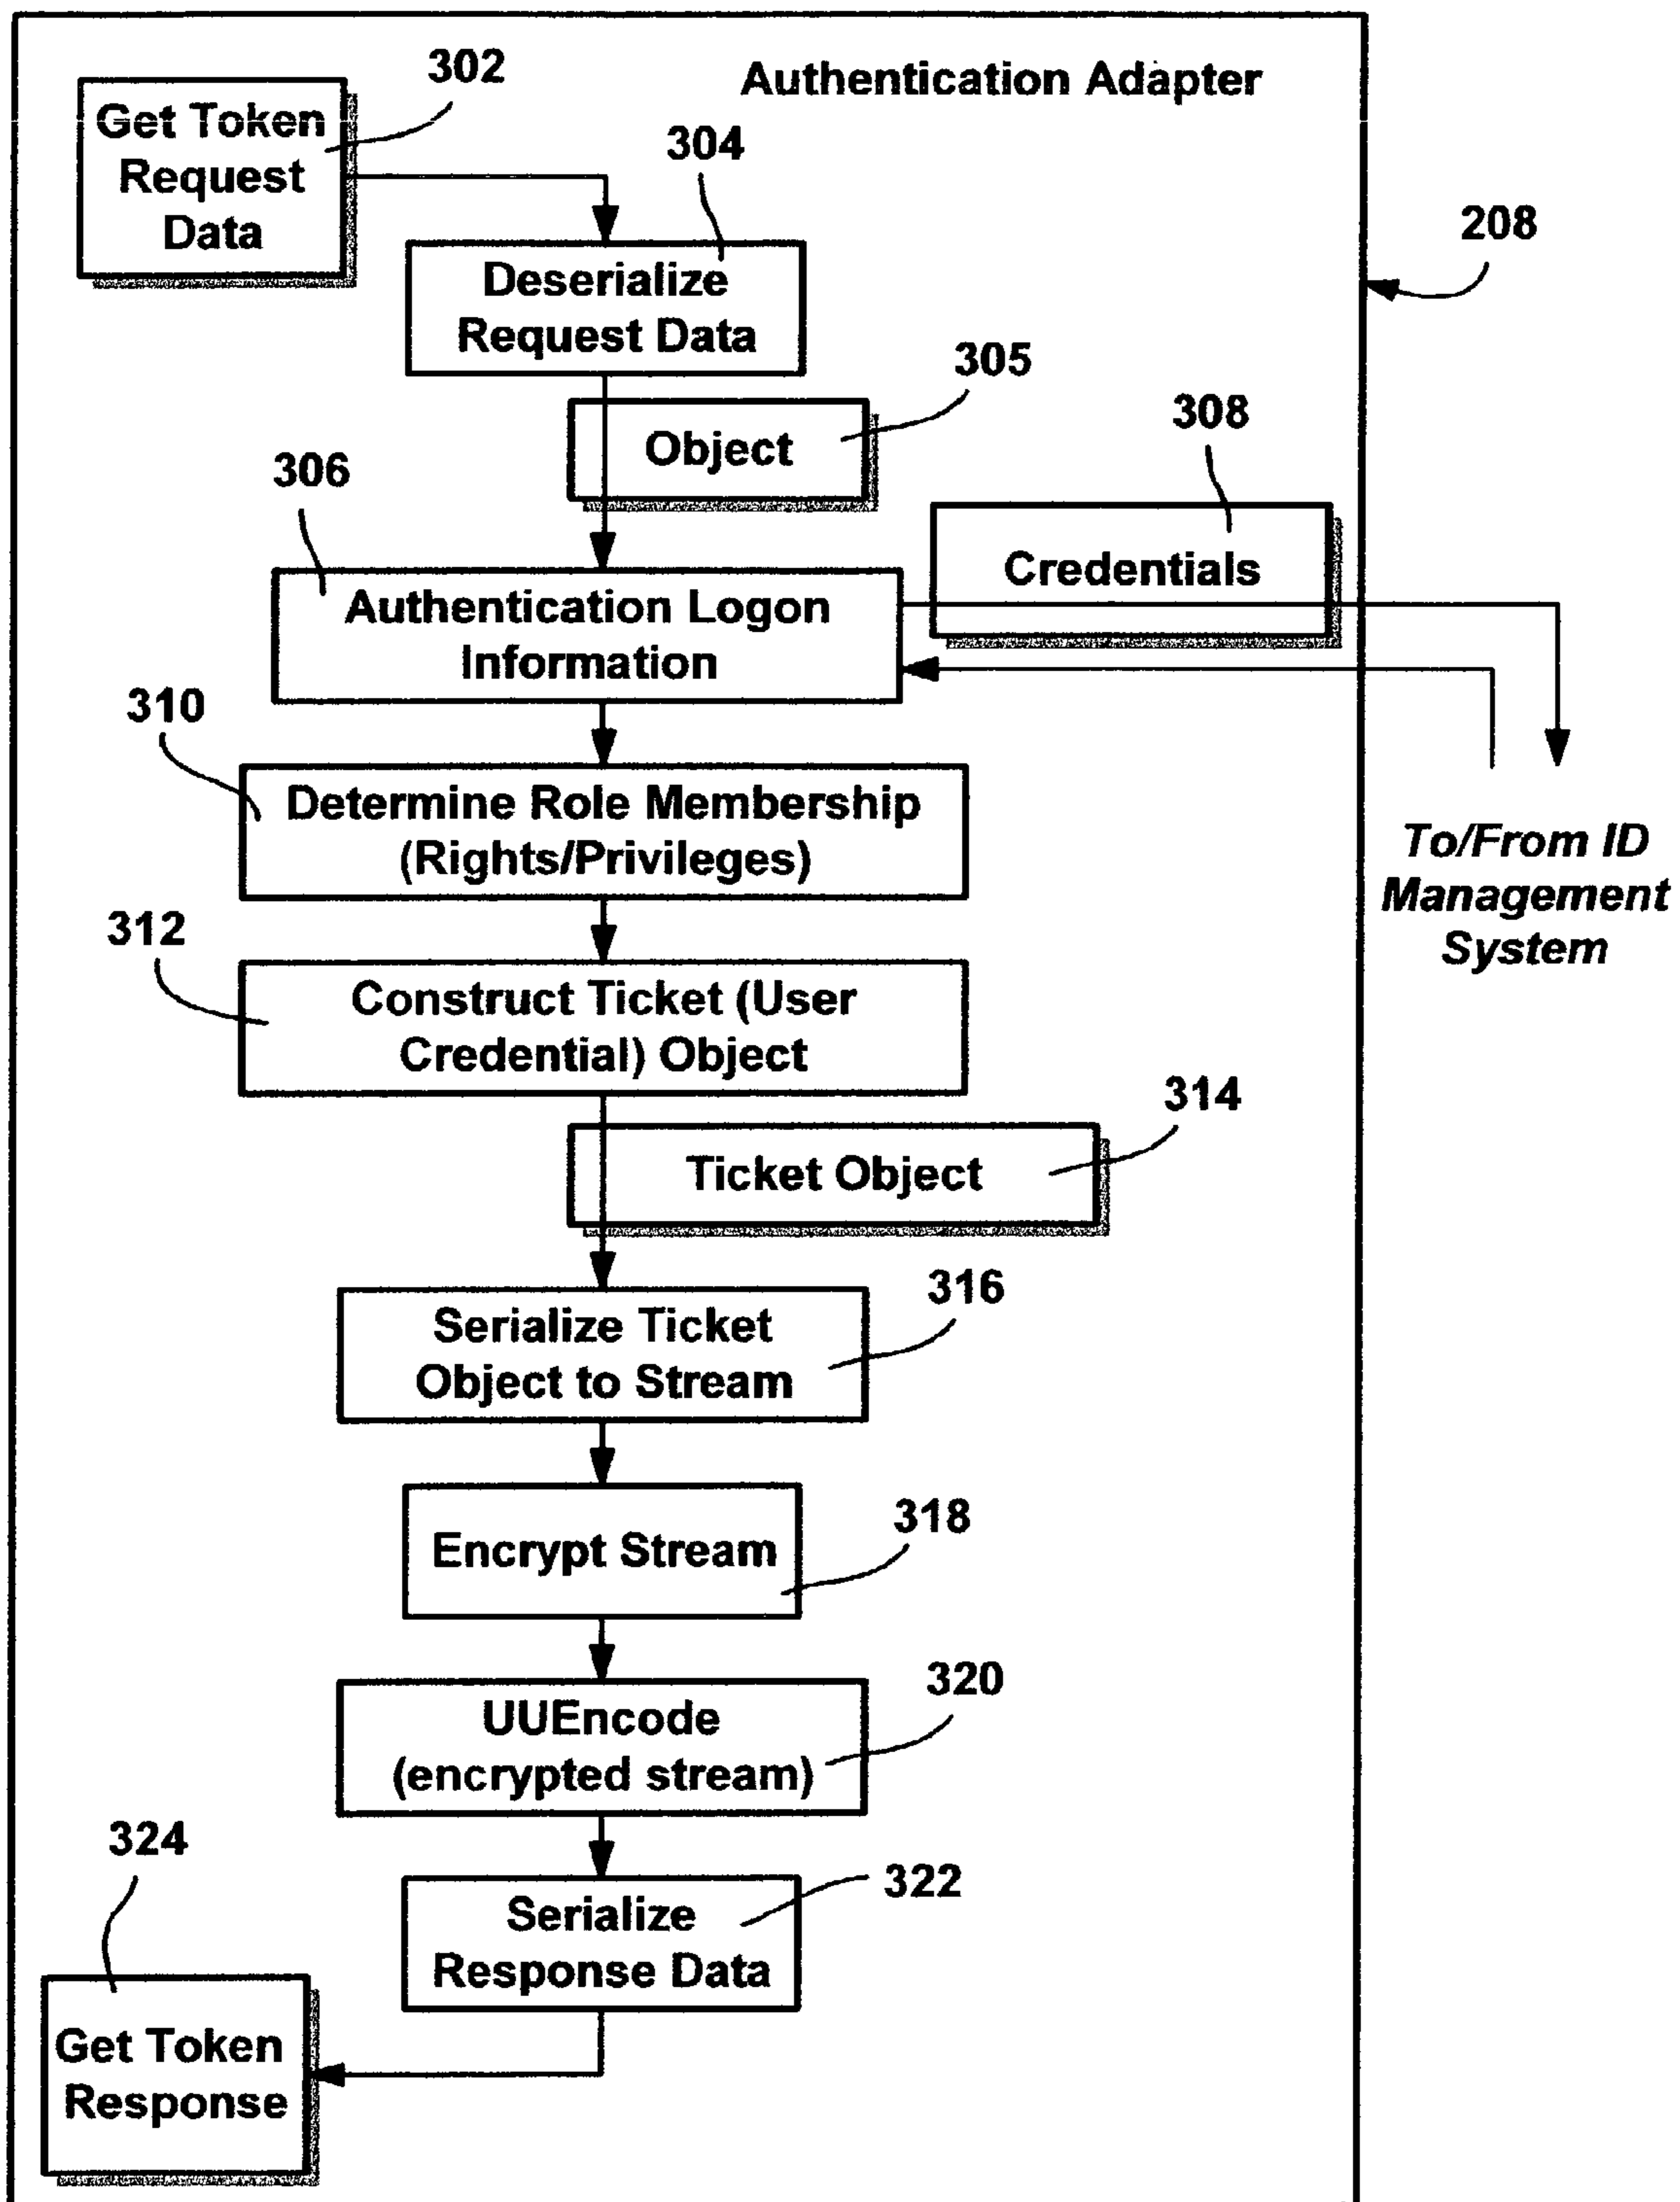 302
Authentication Adapter
Get Token
Request
Data
304
208
Deserialize
Request Data
305
Object
308
306
Credentials
Authentication Logon
Information
310
Determine Role Membership
(Rights/Privileges)
To/From ID
Management
System
312
Construct Ticket (User
Credential) Object
314
Ticket Object
316
Serialize Ticket
Object to Stream
318
Encrypt Stream
320
UUEncode
(encrypted stream)
324
322
Serialize
Response Data
Get Token
Response